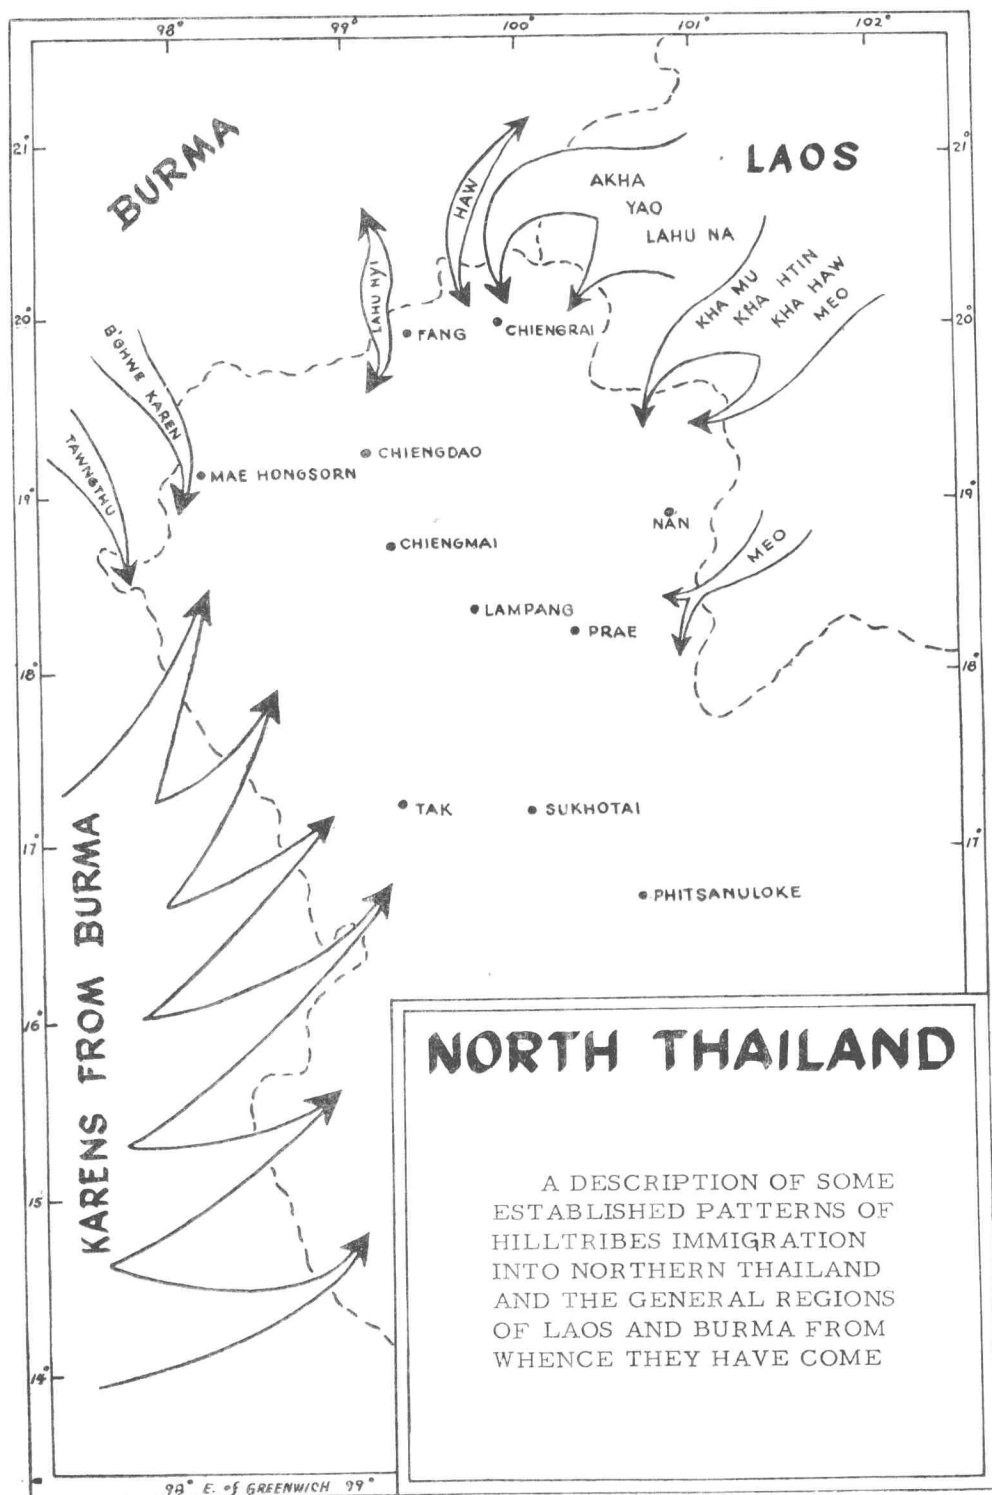 98° 99° 100° 101° 102°
21° 21°
BURMA
LAOS
HAW
AKHA
YAO
LAHU NA
LAHU NYI
KHA MU
KHA HTIN
KHA HAW
MEO
20° 20°
FANG
CHIENGRAI
B'GHWE KAREN
TAWNGTHU
CHIENGDAO
MAE HONGSORN
19° 19°
NAN
CHIENGMAI
MEO
LAMPANG
PRAE
18° 18°
TAK
SUKHOTAI
17° 17°
PHITSANULOKE
KARENS FROM BURMA
16°
15°
14°
NORTH THAILAND
A DESCRIPTION OF SOME
ESTABLISHED PATTERNS OF
HILLTRIBES IMMIGRATION
INTO NORTHERN THAILAND
AND THE GENERAL REGIONS
OF LAOS AND BURMA FROM
WHENCE THEY HAVE COME
98° E. of GREENWICH 99°